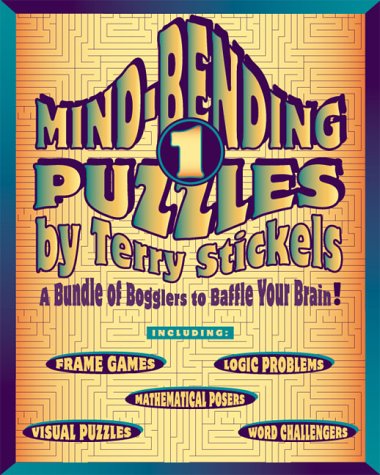 MIND-BENDING
1
PUZZLES
by Terry Stickels
A Bundle of Bogglers to Baffle Your Brain!
INCLUDING:
FRAME GAMES
LOGIC PROBLEMS
MATHEMATICAL POSERS
VISUAL PUZZLES
WORD CHALLENGERS